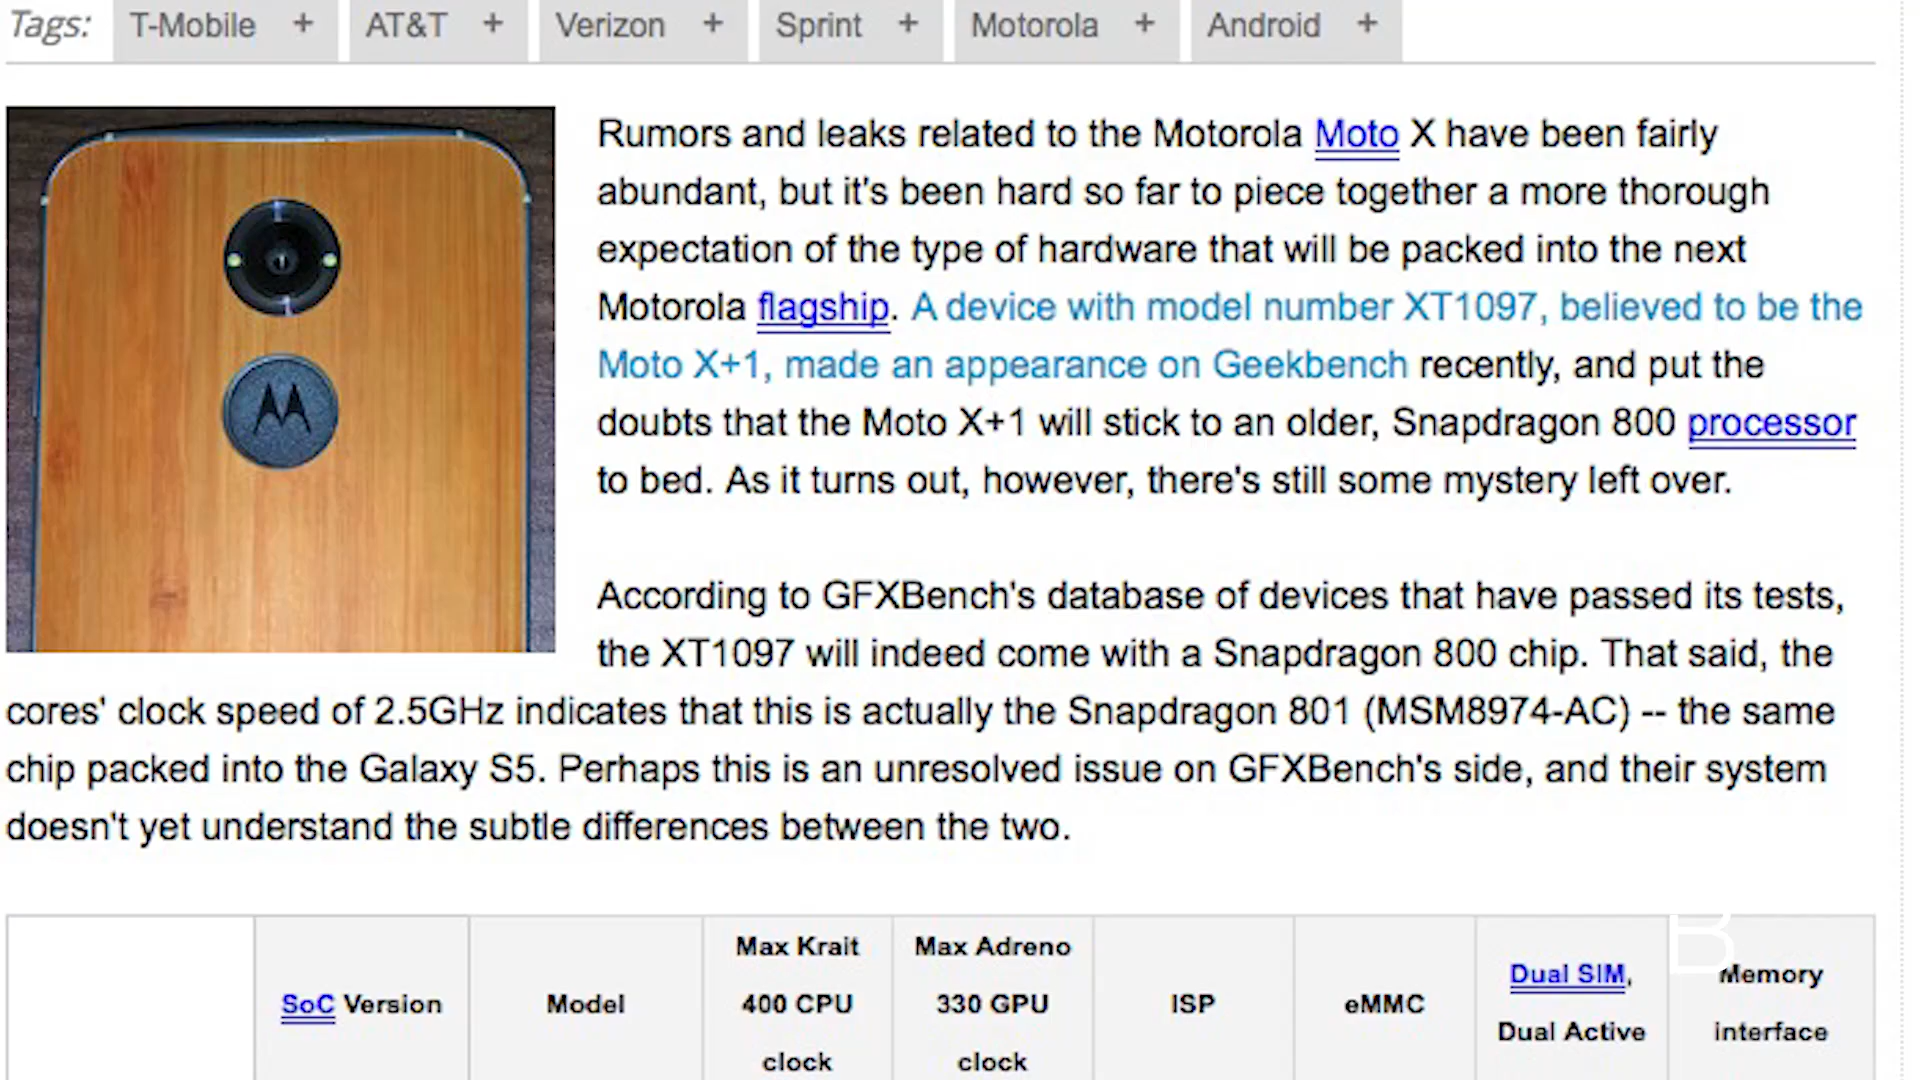 Tags: T-Mobile + AT&T + Verizon + Sprint + Motorola + Android +
Rumors and leaks related to the Motorola Moto X have been fairly
abundant, but it's been hard so far to piece together a more thorough
expectation of the type of hardware that will be packed into the next
Motorola flagship. A device with model number XT1097, believed to be the
Moto X+1, made an appearance on Geekbench recently, and put the
doubts that the Moto X+1 will stick to an older, Snapdragon 800 processor
to bed. As it turns out, however, there's still some mystery left over.
According to GFXBench's database of devices that have passed its tests,
the XT1097 will indeed come with a Snapdragon 800 chip. That said, the
cores' clock speed of 2.5GHz indicates that this is actually the Snapdragon 801 (MSM8974-AC) -- the same
chip packed into the Galaxy S5. Perhaps this is an unresolved issue on GFXBench's side, and their system
doesn't yet understand the subtle differences between the two.
SoC Version
Model
Max Krait
400 CPU
clock
Max Adreno
330 GPU
clock
ISP
eMMC
Dual SIM,
Dual Active
Memory
interface
B